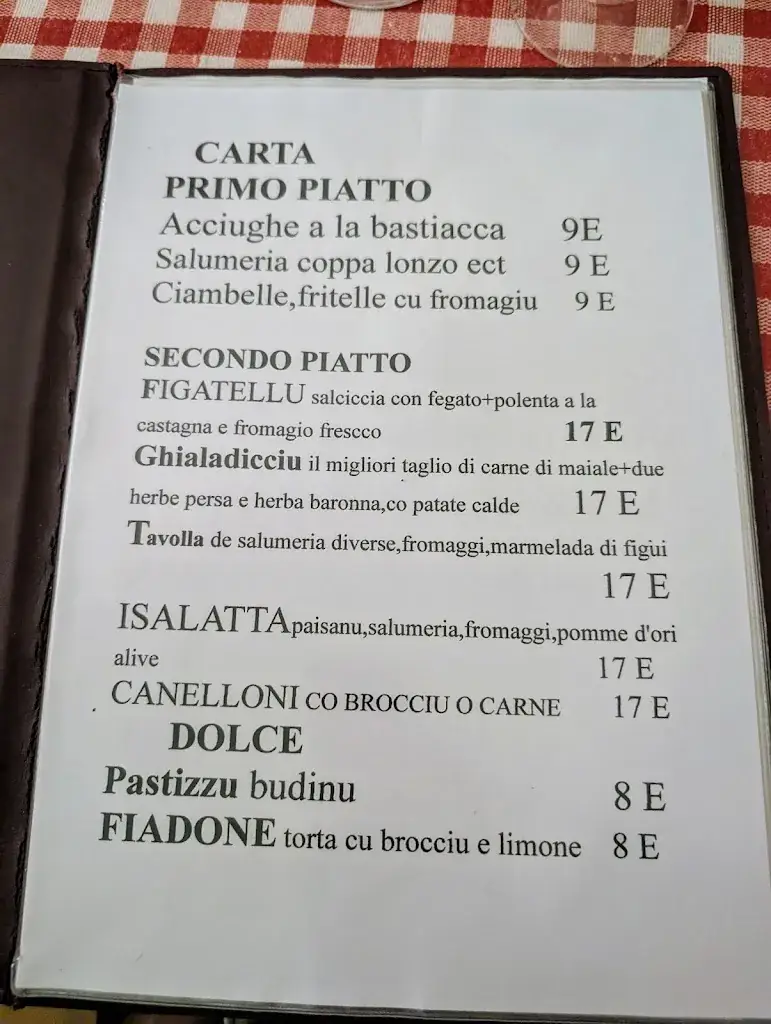 CARTA
PRIMO PIATTO
Acciughe a la bastiacca 9E
Salumeria coppa lonzo ect 9 E
Ciambelle,fritelle cu fromagiu 9 E
SECONDO PIATTO
FIGATELLU salciccia con fegato+polenta a la
castagna e fromagio frescco 17 E
Ghialadicciu il migliori taglio di carne di maiale+due
herbe persa e herba baronna,co patate calde 17 E
Tavolla de salumeria diverse,fromaggi,marmelada di figui
17 E
ISALATTApaisanu,salumeria,fromaggi,pomme d'ori
alive 17 E
CANELLONI CO BROCCIU O CARNE 17 E
DOLCE
Pastizzu budinu 8 E
FIADONE torta cu brocciu e limone 8 E